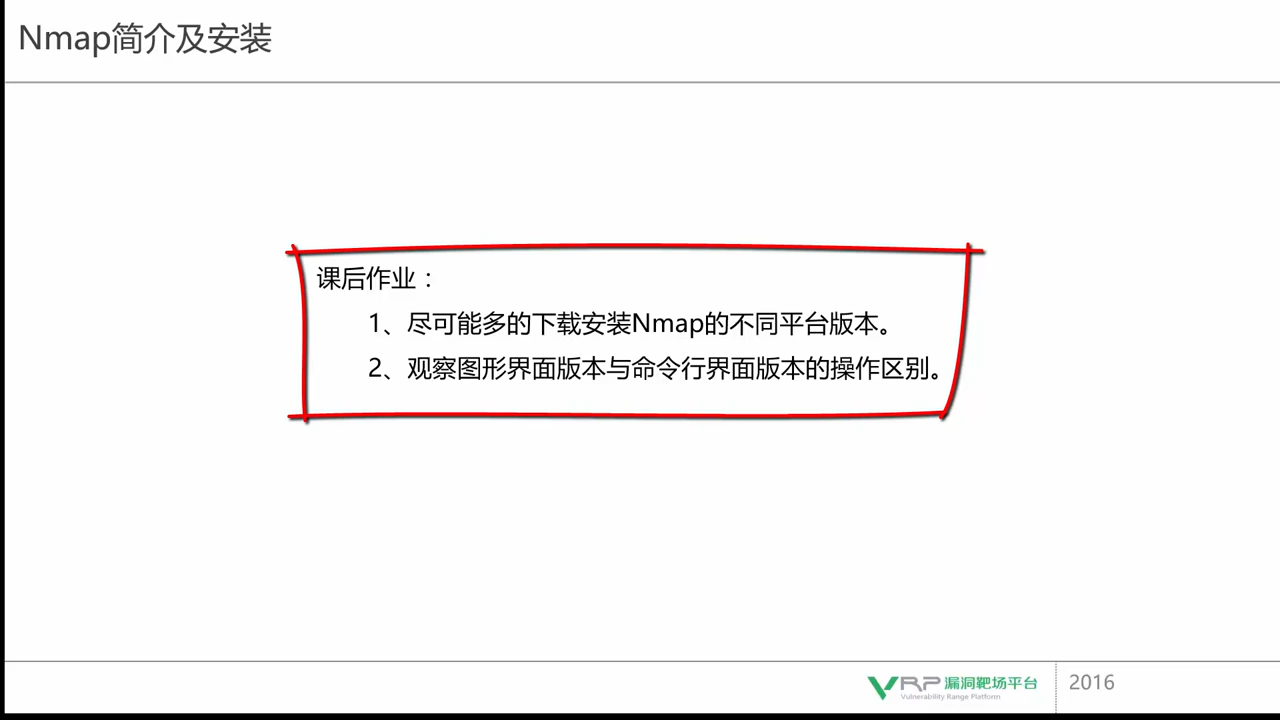 Nmap简介及安装
课后作业：
1、尽可能多的下载安装Nmap的不同平台版本。
2、观察图形界面版本与命令行界面版本的操作区别。
VRP 漏洞靶场平台
Vulnerability Range Platform
2016